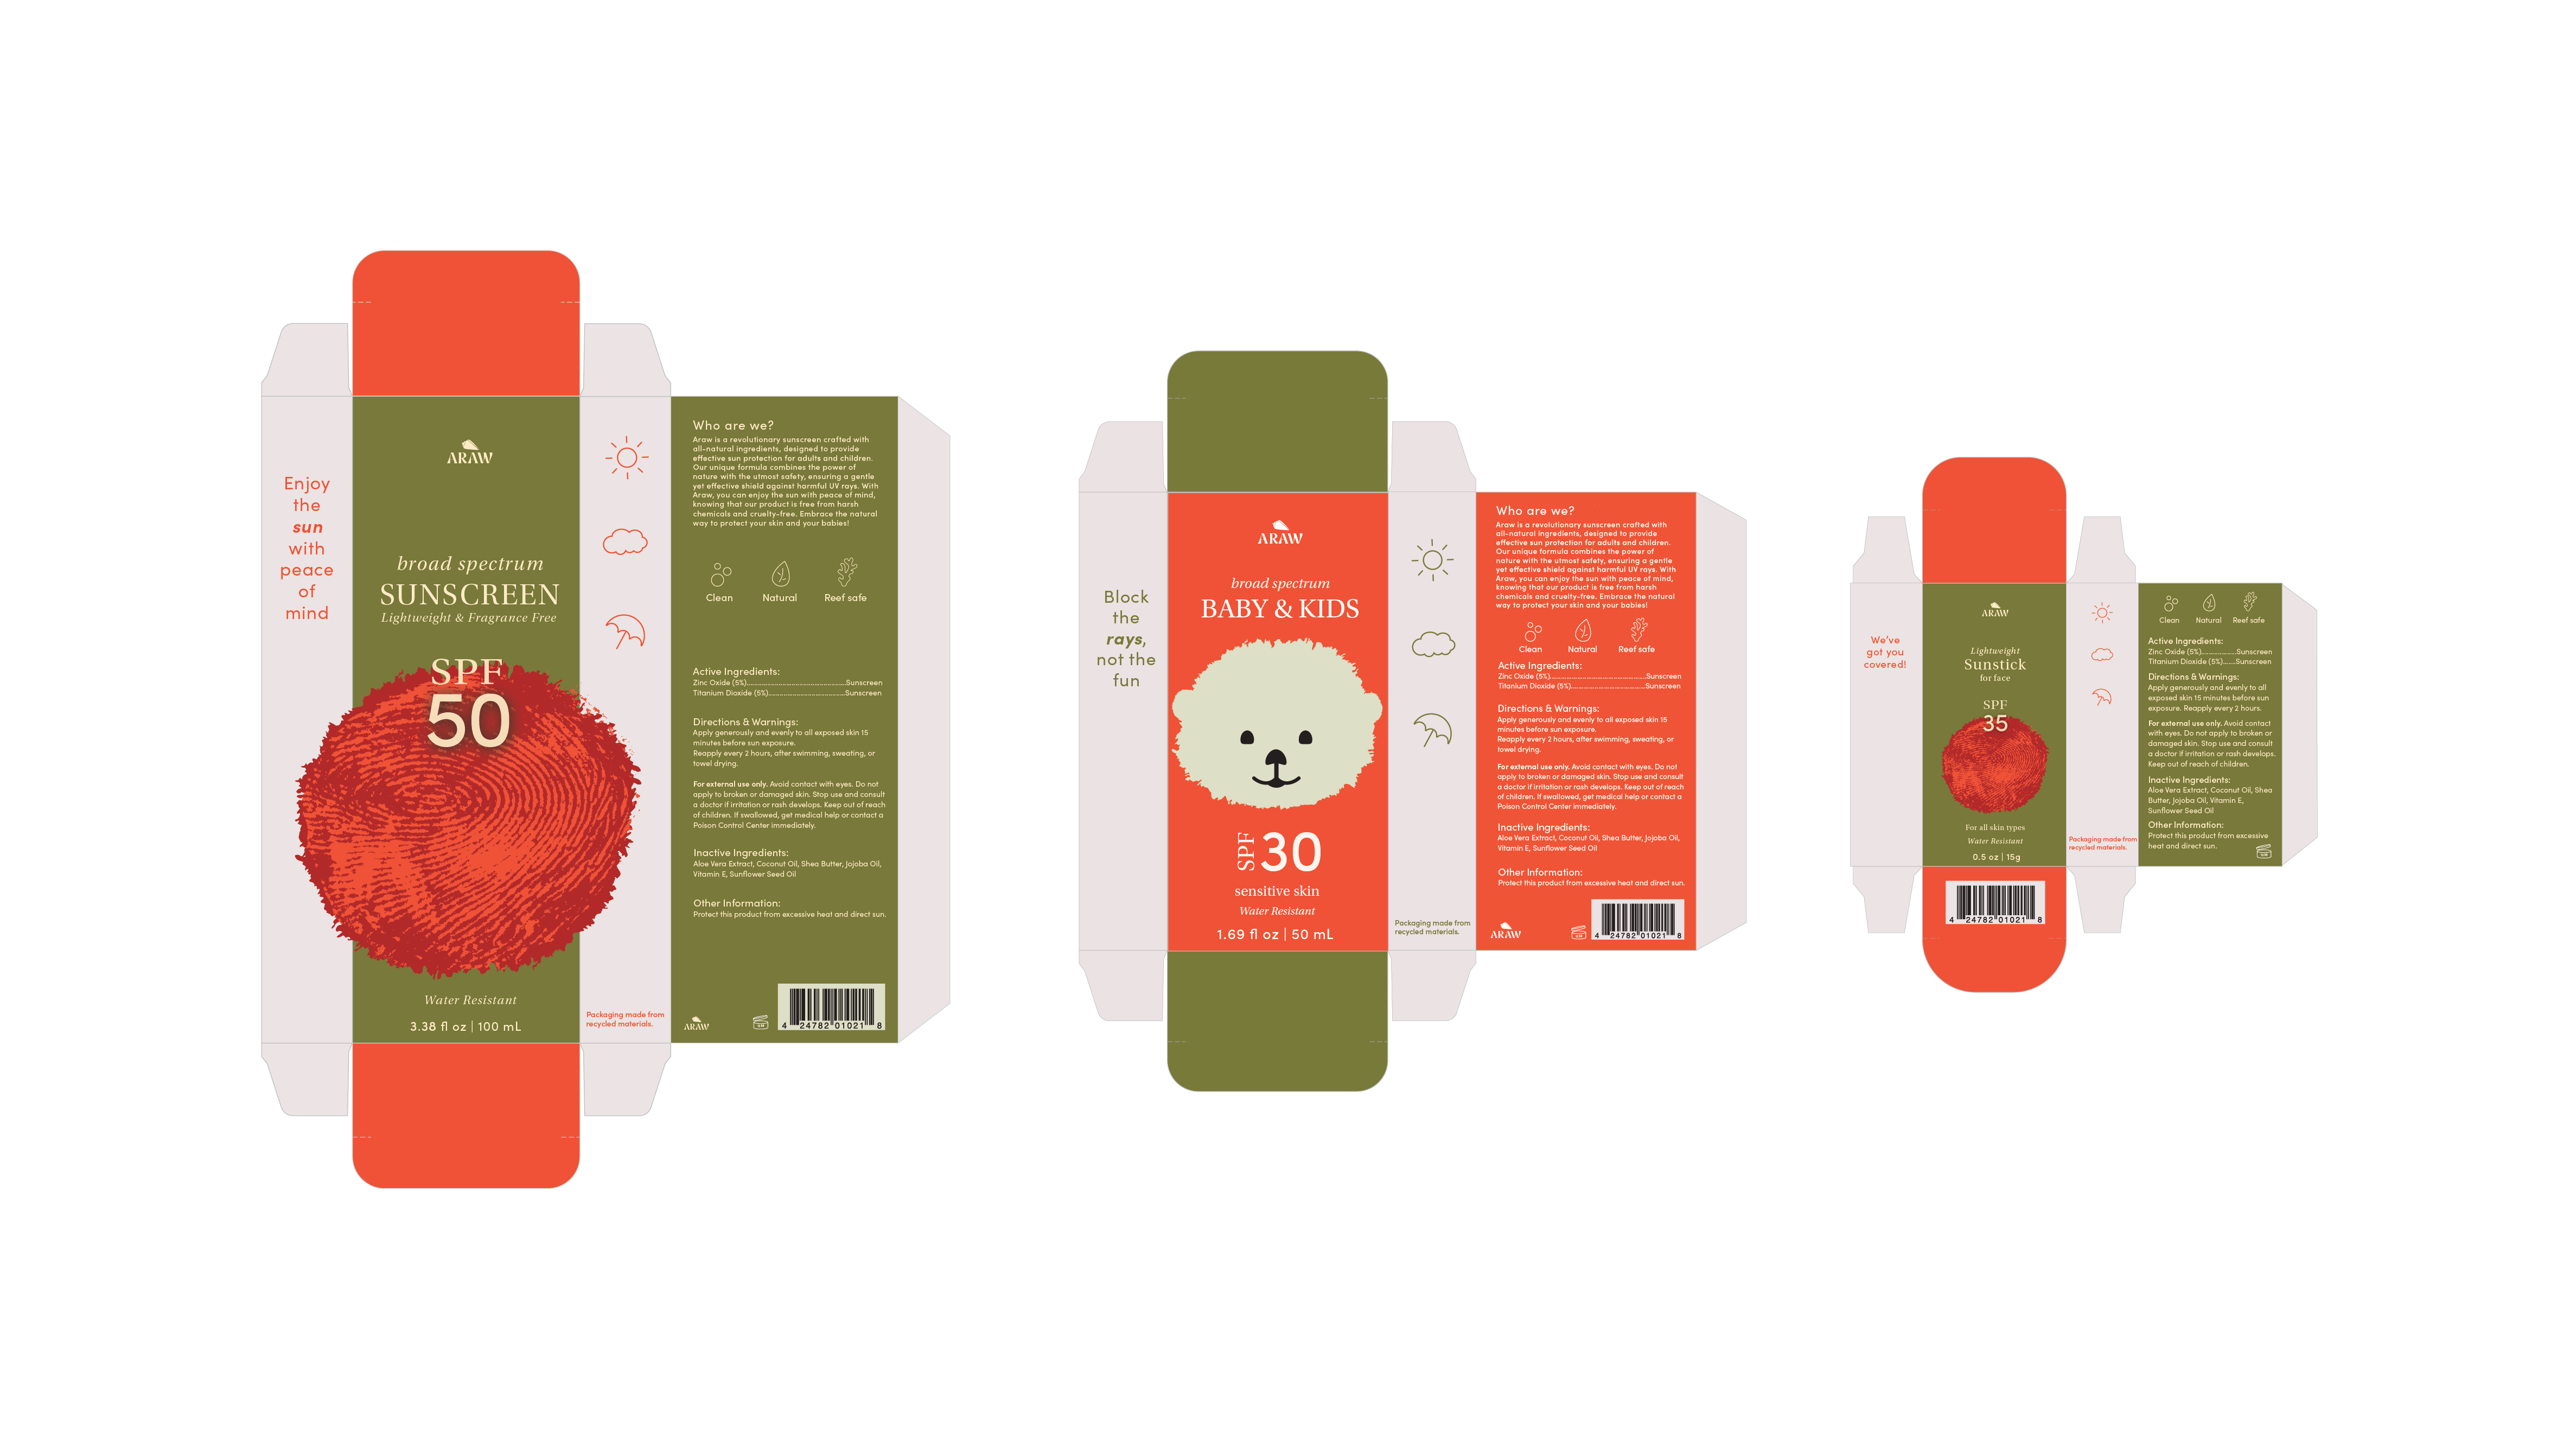 Enjoy
the
sun
with
peace
of
mind
ARAW
broad spectrum
SUNSCREEN
Lightweight & Fragrance Free
SPF
50
Water Resistant
3.38 fl oz | 100 mL
Packaging made from
recycled materials.
Who are we?
Araw is a revolutionary sunscreen crafted with
all-natural ingredients, designed to provide
effective sun protection for adults and children.
Our unique formula combines the power of
nature with the utmost safety, ensuring a gentle
yet effective shield against harmful UV rays. With
Araw, you can enjoy the sun with peace of mind,
knowing that our product is free from harsh
chemicals and cruelty-free. Embrace the natural
way to protect your skin and your babies!
Clean Natural Reef safe
Active Ingredients:
Zinc Oxide (5%)..........Sunscreen
Titanium Dioxide (5%)..........Sunscreen
Directions & Warnings:
Apply generously and evenly to all exposed skin 15
minutes before sun exposure.
Reapply every 2 hours, after swimming, sweating, or
towel drying.
For external use only. Avoid contact with eyes. Do not
apply to broken or damaged skin. Stop use and consult
a doctor if irritation or rash develops. Keep out of reach
of children. If swallowed, get medical help or contact a
Poison Control Center immediately.
Inactive Ingredients:
Aloe Vera Extract, Coconut Oil, Shea Butter, Jojoba Oil,
Vitamin E, Sunflower Seed Oil
Other Information:
Protect this product from excessive heat and direct sun.
ARAW
4 24782 01021 8
Block
the
rays,
not the
fun
ARAW
broad spectrum
BABY & KIDS
SPF 30
sensitive skin
Water Resistant
1.69 fl oz | 50 mL
Packaging made from
recycled materials.
Who are we?
Araw is a revolutionary sunscreen crafted with
all-natural ingredients, designed to provide
effective sun protection for adults and children.
Our unique formula combines the power of
nature with the utmost safety, ensuring a gentle
yet effective shield against harmful UV rays. With
Araw, you can enjoy the sun with peace of mind,
knowing that our product is free from harsh
chemicals and cruelty-free. Embrace the natural
way to protect your skin and your babies!
Clean Natural Reef safe
Active Ingredients:
Zinc Oxide (5%)..........Sunscreen
Titanium Dioxide (5%)..........Sunscreen
Directions & Warnings:
Apply generously and evenly to all exposed skin 15
minutes before sun exposure.
Reapply every 2 hours, after swimming, sweating, or
towel drying.
For external use only. Avoid contact with eyes. Do not
apply to broken or damaged skin. Stop use and consult
a doctor if irritation or rash develops. Keep out of reach
of children. If swallowed, get medical help or contact a
Poison Control Center immediately.
Inactive Ingredients:
Aloe Vera Extract, Coconut Oil, Shea Butter, Jojoba Oil,
Vitamin E, Sunflower Seed Oil
Other Information:
Protect this product from excessive heat and direct sun.
ARAW
4 24782 01021 8
We've
got you
covered!
ARAW
Lightweight
Sunstick
for face
SPF
35
For all skin types
Water Resistant
0.5 oz | 15g
4 24782 01021 8
Packaging made from
recycled materials.
Clean Natural Reef safe
Active Ingredients:
Zinc Oxide (5%)..........Sunscreen
Titanium Dioxide (5%)......Sunscreen
Directions & Warnings:
Apply generously and evenly to all
exposed skin 15 minutes before sun
exposure. Reapply every 2 hours.
For external use only. Avoid contact
with eyes. Do not apply to broken or
damaged skin. Stop use and consult
a doctor if irritation or rash develops.
Keep out of reach of children.
Inactive Ingredients:
Aloe Vera Extract, Coconut Oil, Shea
Butter, Jojoba Oil, Vitamin E,
Sunflower Seed Oil
Other Information:
Protect this product from excessive
heat and direct sun.